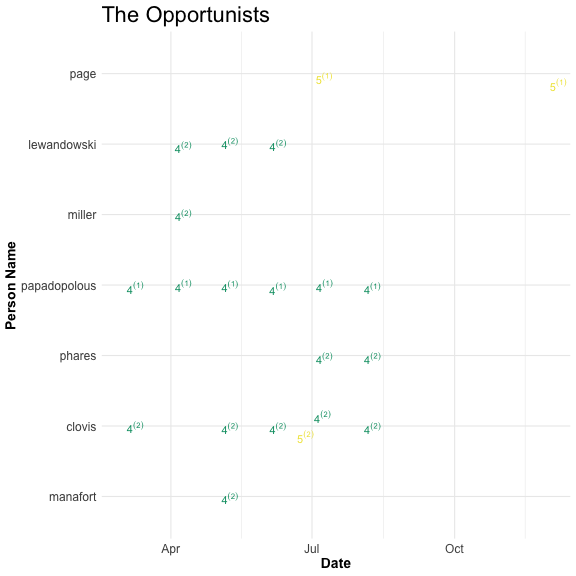 The Opportunists
page 5(1) 5(1)
lewandowski 4(2) 4(2) 4(2)
miller 4(2)
papadopolous 4(1) 4(1) 4(1) 4(1) 4(1) 4(1)
phares 4(2) 4(2)
clovis 4(2) 4(2) 4(2) 5(2) 4(2) 4(2)
manafort 4(2)
Person Name
Apr Jul Oct
Date